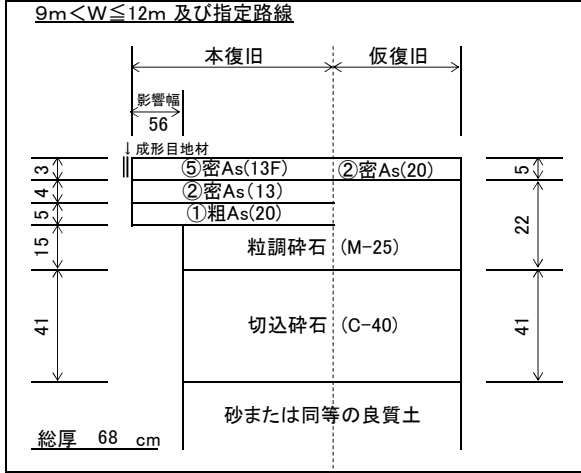 9m＜W≦12m 及び指定路線
本復旧
仮復旧
影響幅
56
↓成形目地材
3
⑤密As(13F)
②密As(20)
5
4
②密As(13)
5
①粗As(20)
22
15
粒調砕石 (M-25)
41
切込砕石 (C-40)
41
砂または同等の良質土
総厚 68 cm